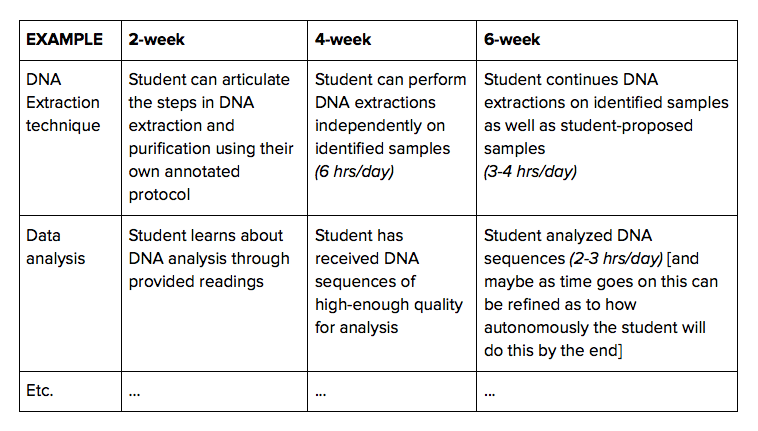 EXAMPLE
2-week
4-week
6-week
DNA
Extraction
technique
Student can articulate
the steps in DNA
extraction and
purification using their
own annotated
protocol
Student can perform
DNA extractions
independently on
identified samples
(6 hrs/day)
Student continues DNA
extractions on identified samples
as well as student-proposed
samples
(3-4 hrs/day)
Data
analysis
Student learns about
DNA analysis through
provided readings
Student has
received DNA
sequences of
high-enough quality
for analysis
Student analyzed DNA
sequences (2-3 hrs/day) [and
maybe as time goes on this can
be refined as to how
autonomously the student will
do this by the end]
Etc.
...
...
...